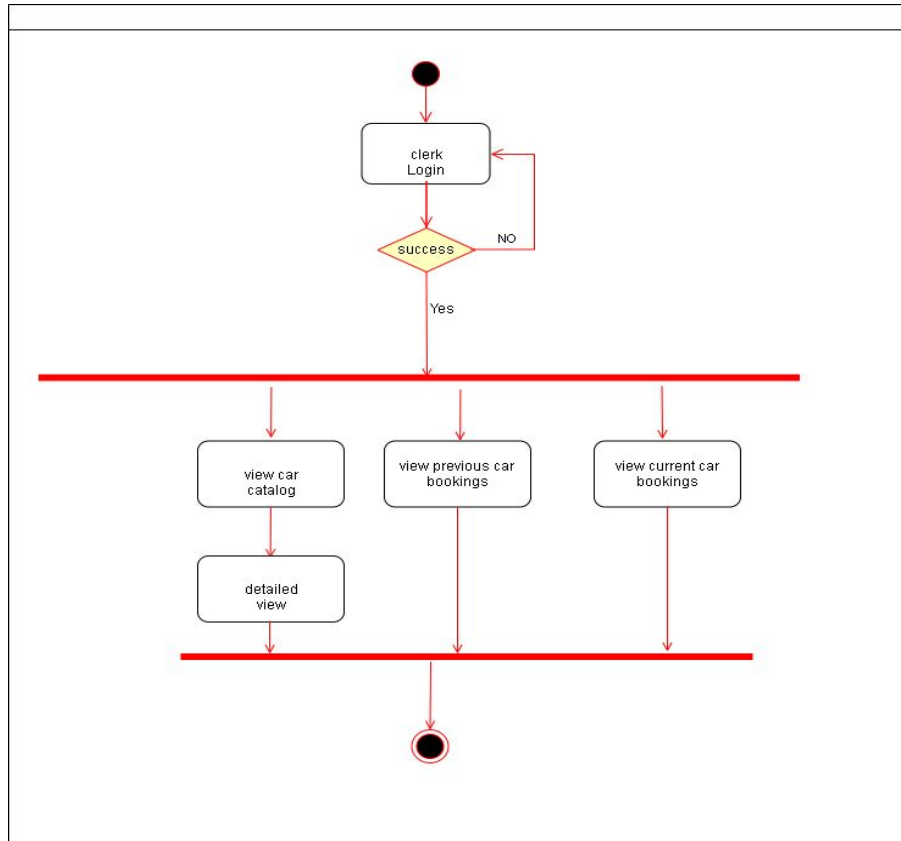 clerk
Login
success
NO
Yes
view car
catalog
view previous car
bookings
view current car
bookings
detailed
view